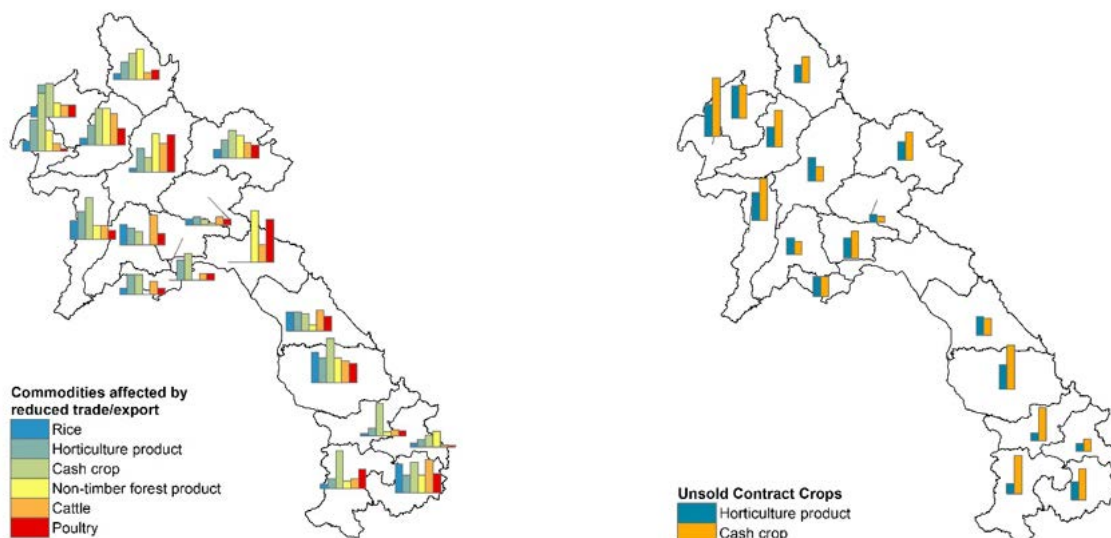 Commodities affected by
reduced trade/export
Rice
Horticulture product
Cash crop
Non-timber forest product
Cattle
Poultry
Unsold Contract Crops
Horticulture product
Cash crop